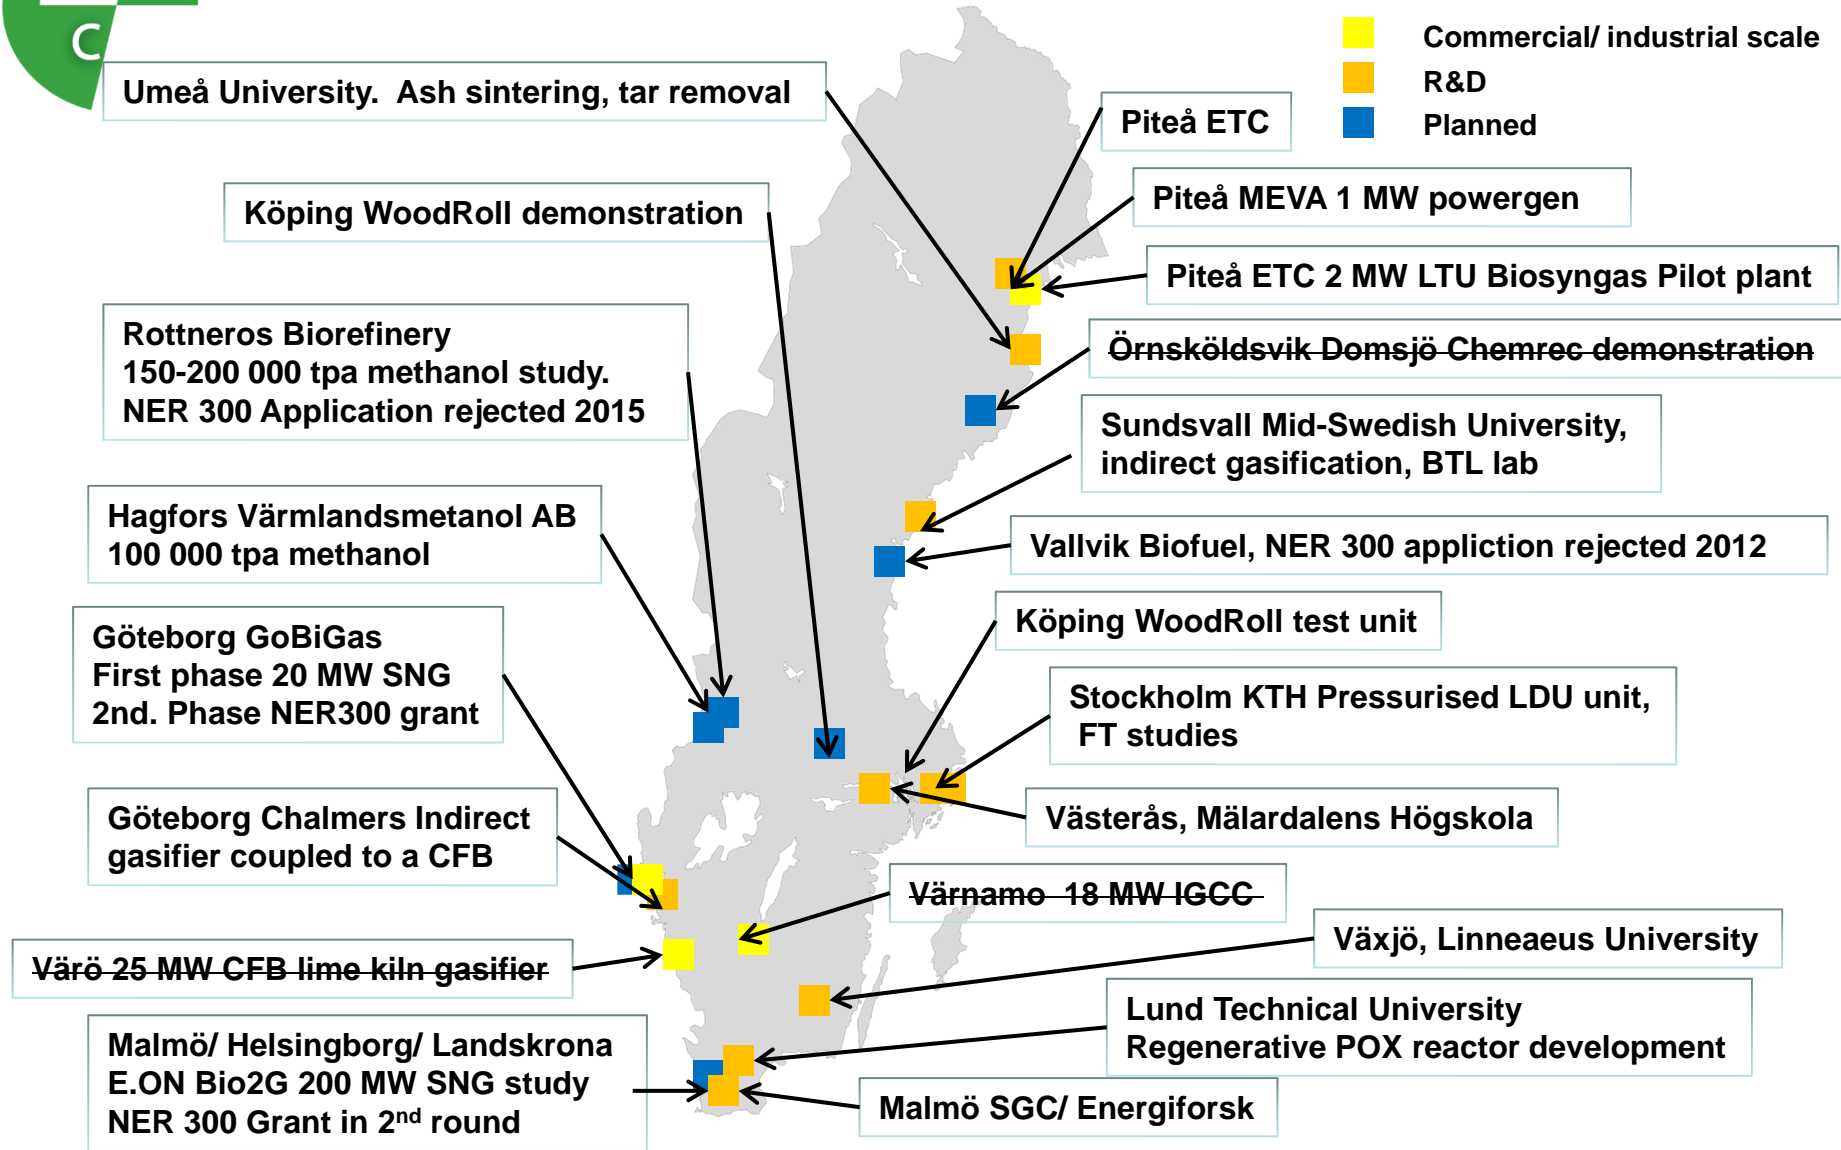 C
Commercial/ industrial scale
R&D
Planned
Umeå University.  Ash sintering, tar removal
Piteå ETC
Köping WoodRoll demonstration
Piteå MEVA 1 MW powergen
Piteå ETC 2 MW LTU Biosyngas Pilot plant
Rottneros Biorefinery
150-200 000 tpa methanol study.
NER 300 Application rejected 2015
Örnsköldsvik Domsjö Chemrec demonstration
Sundsvall Mid-Swedish University,
indirect gasification, BTL lab
Hagfors Värmlandsmetanol AB
100 000 tpa methanol
Vallvik Biofuel, NER 300 appliction rejected 2012
Göteborg GoBiGas
First phase 20 MW SNG
2nd. Phase NER300 grant
Köping WoodRoll test unit
Stockholm KTH Pressurised LDU unit,
FT studies
Göteborg Chalmers Indirect
gasifier coupled to a CFB
Västerås, Mälardalens Högskola
Värnamo  18 MW IGCC
Växjö, Linneaeus University
Värö 25 MW CFB lime kiln gasifier
Lund Technical University
Regenerative POX reactor development
Malmö/ Helsingborg/ Landskrona
E.ON Bio2G 200 MW SNG study
NER 300 Grant in 2nd round
Malmö SGC/ Energiforsk